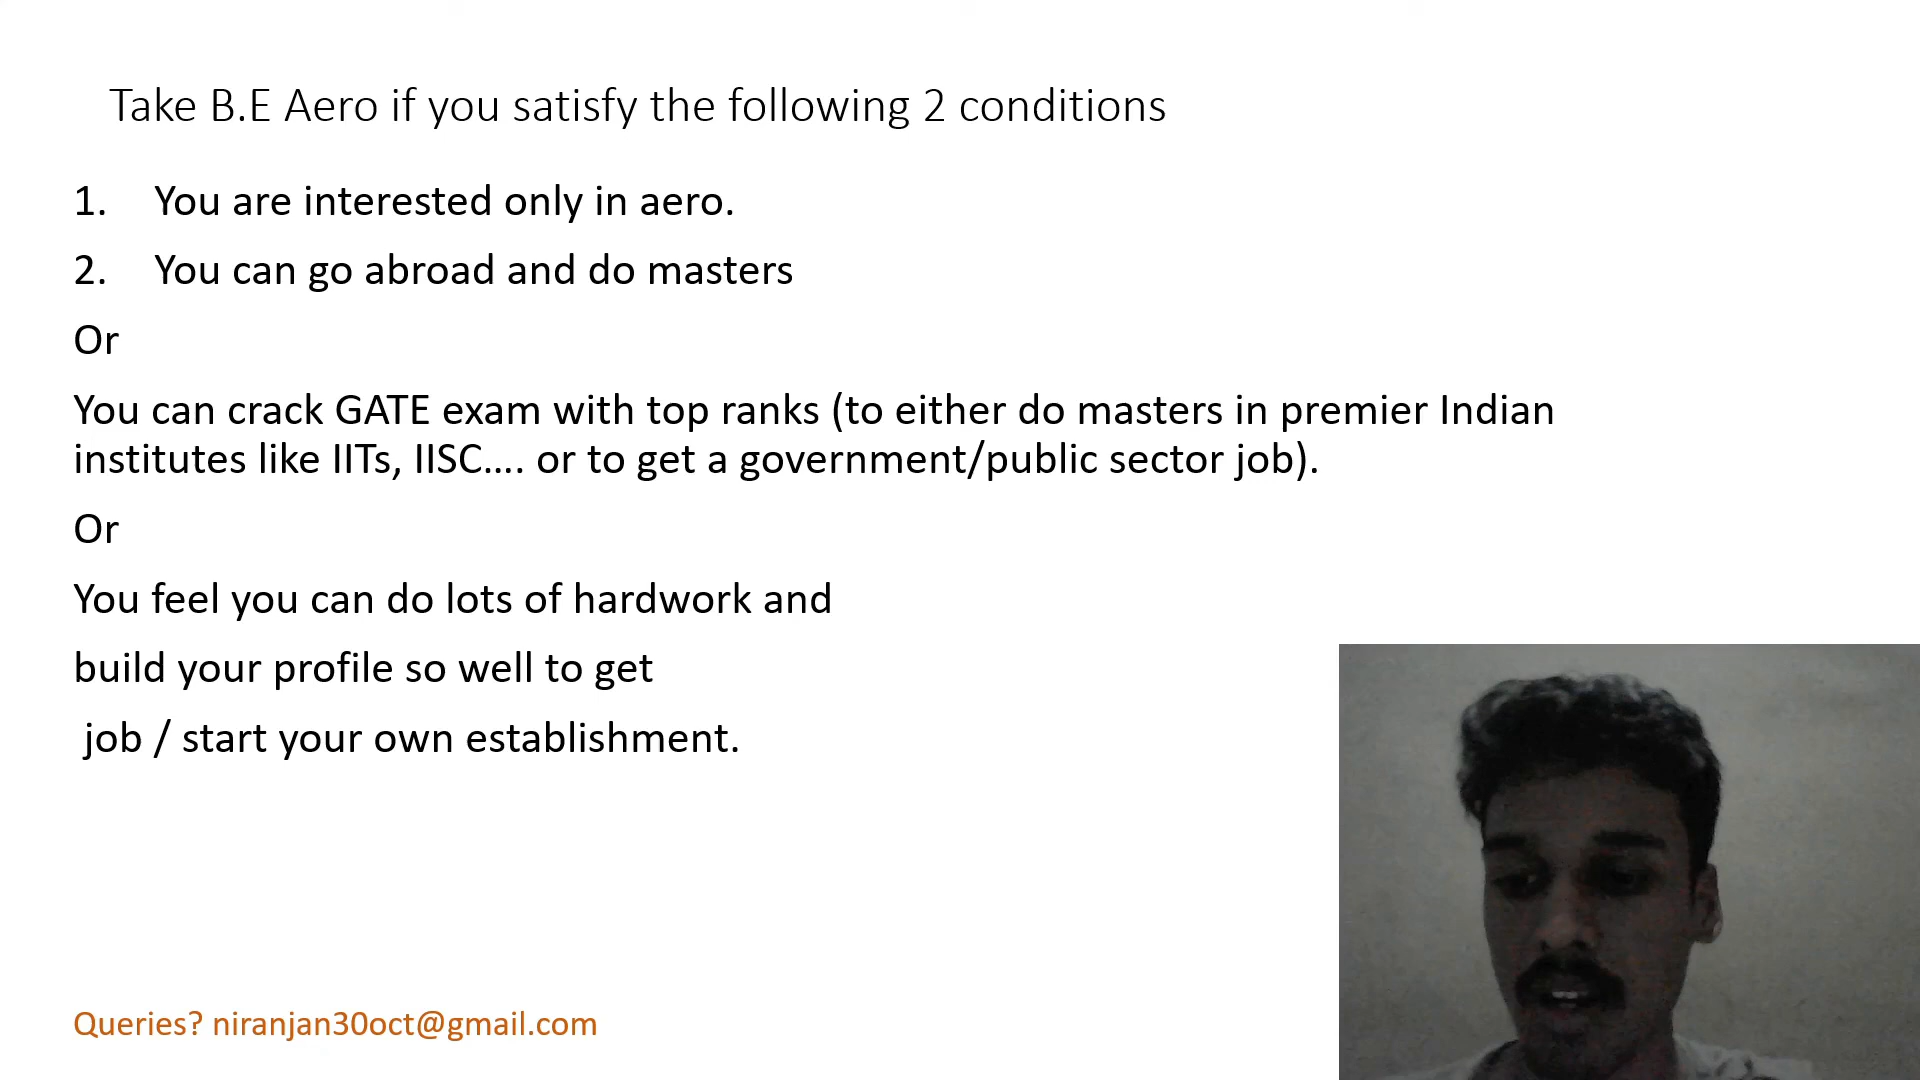 Take B.E Aero if you satisfy the following 2 conditions
1. You are interested only in aero.
2. You can go abroad and do masters
Or
You can crack GATE exam with top ranks (to either do masters in premier Indian
institutes like IITs, IISC.... or to get a government/public sector job).
Or
You feel you can do lots of hardwork and
build your profile so well to get
job / start your own establishment.
Queries? niranjan30oct@gmail.com